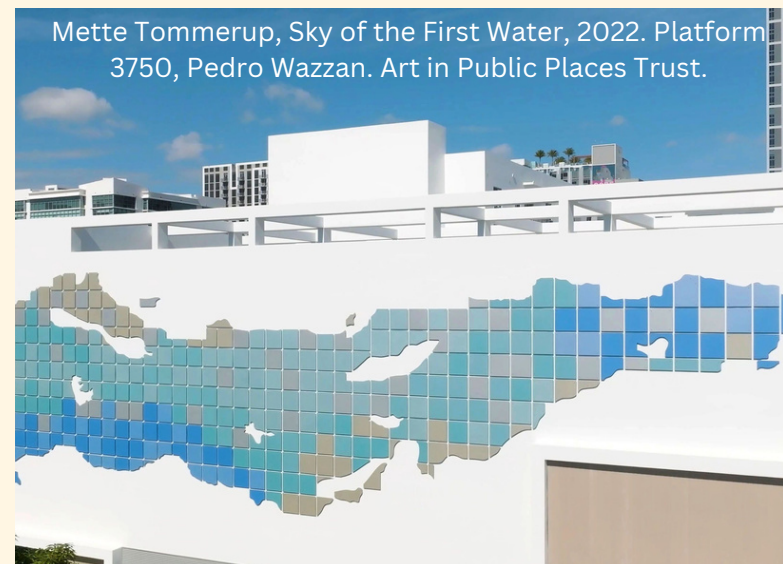 Mette Tommerup, Sky of the First Water, 2022. Platform
3750, Pedro Wazzan. Art in Public Places Trust.